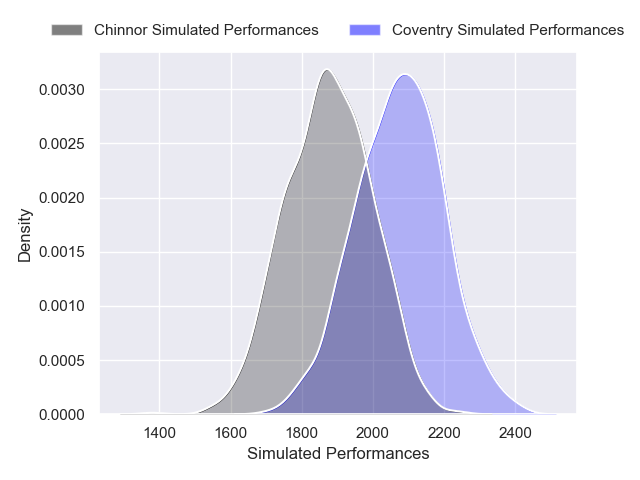 Chinnor Simulated Performances Coventry Simulated Performances
0.0030
0.0025
0.0020
0.0015
0.0010
0.0005
0.0000
Density
1400 1600 1800 2000 2200 2400
Simulated Performances